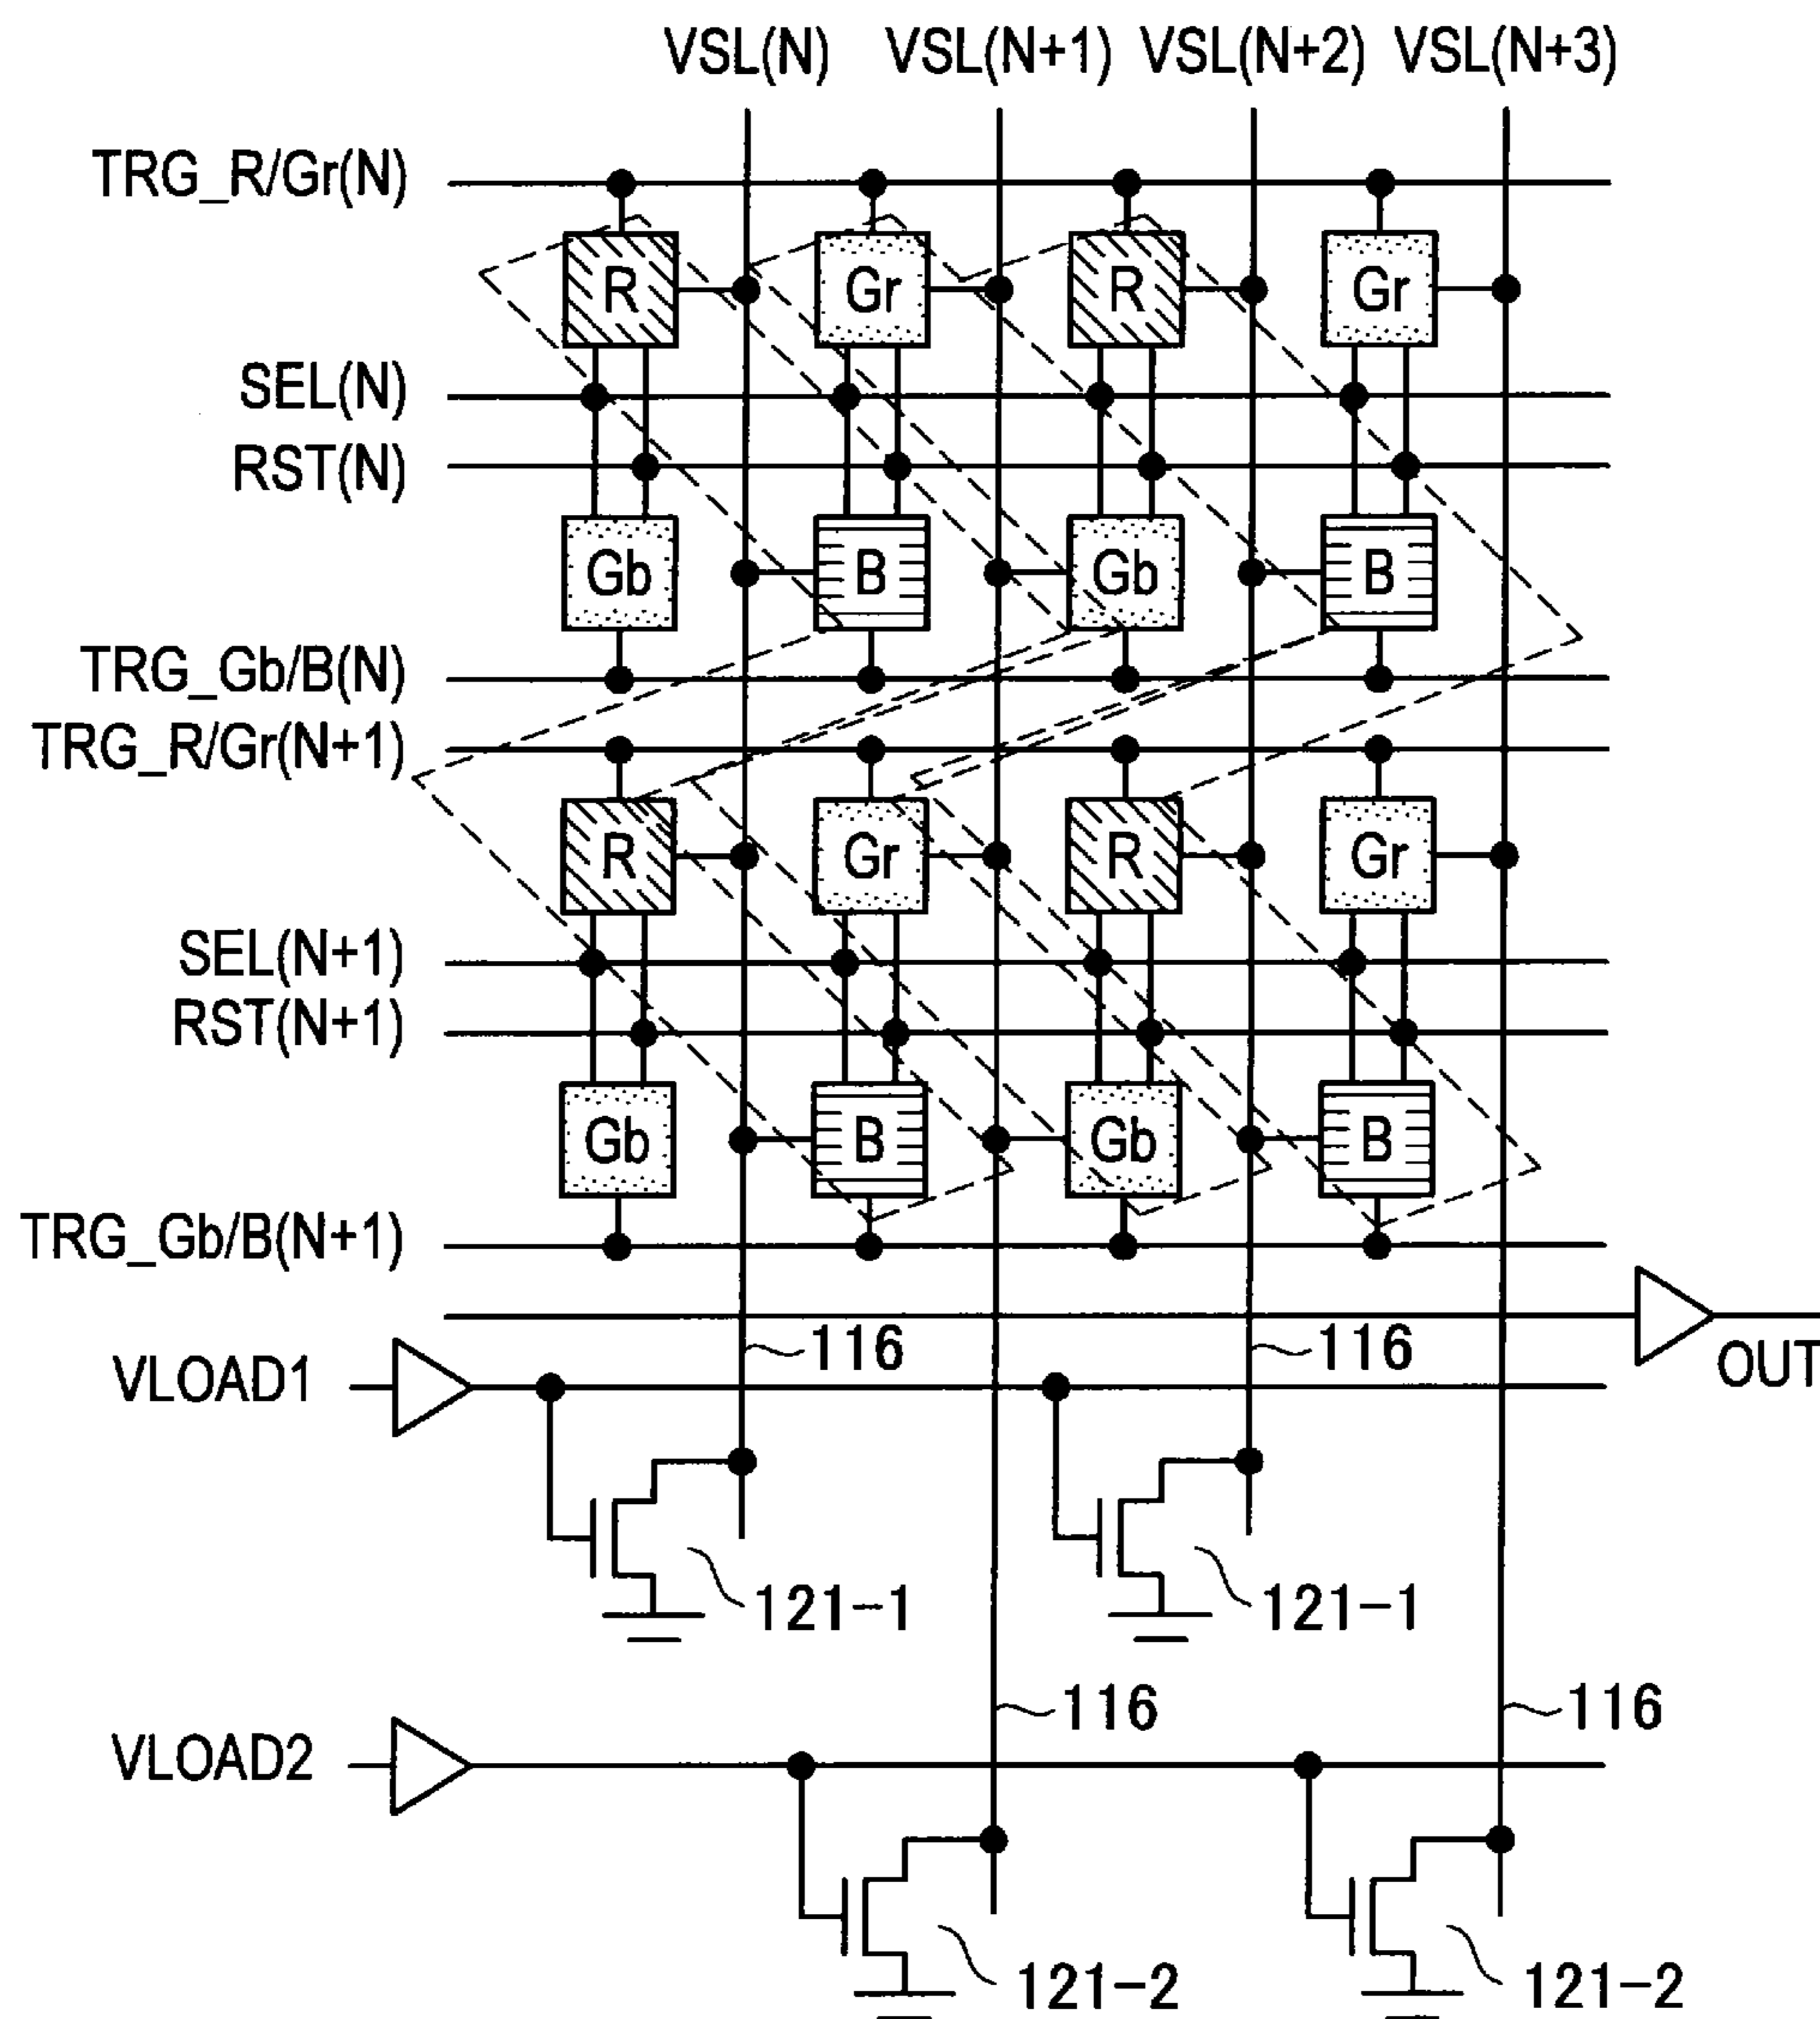 VSL(N) VSL(N+1) VSL(N+2) VSL(N+3)
TRG_R/Gr(N)
R Gr R Gr
SEL(N)
RST(N)
Gb B Gb B
TRG_Gb/B(N)
TRG_R/Gr(N+1)
R Gr R Gr
SEL(N+1)
RST(N+1)
Gb B Gb B
TRG_Gb/B(N+1)
116 116
OUT
VLOAD1
121-1 121-1
116 116
VLOAD2
121-2 121-2